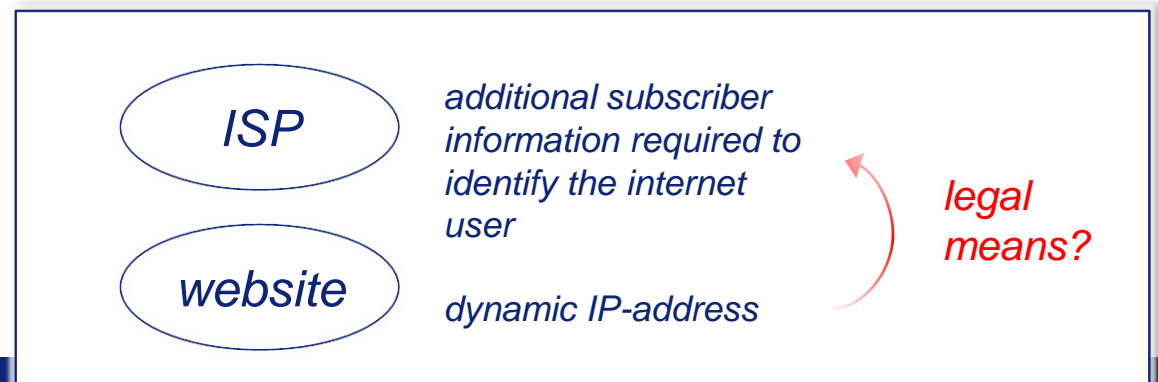 ISP
additional subscriber
information required to
identify the internet
user
legal
means?
website
dynamic IP-address